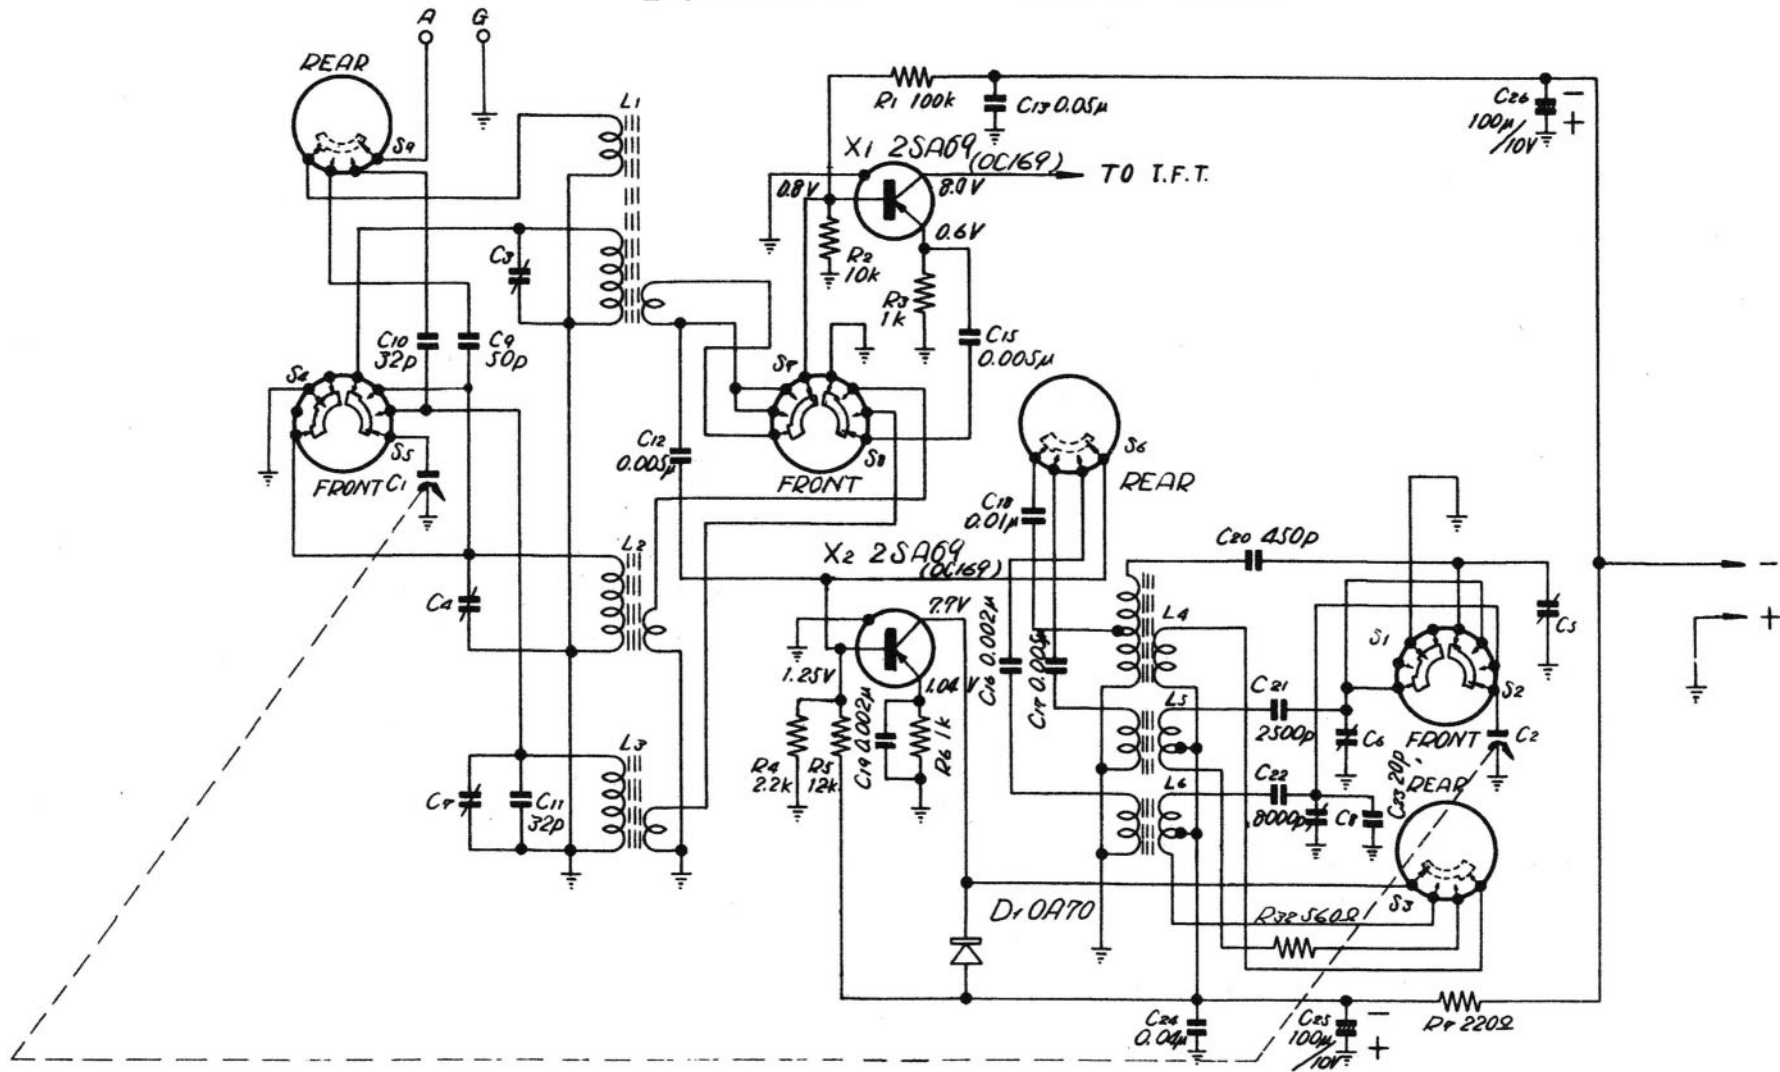 A G
REAR
S9
L1
R1 100k
C13 0.05μ
C26
100μ
/10V
-
+
X1 2SA69
(OC169)
TO I.F.T.
0.8V
8.0V
0.6V
R2
10k
R3
1k
C15
0.005μ
C3
C10
32p
C9
50p
S4
S5
FRONT
C1
S7
S8
FRONT
C12
0.005μ
S6
REAR
C18
0.01μ
X2 2SA69
(OC169)
7.7V
1.25V
1.04V
L2
C4
R4
2.2k
R5
12k
C19 0.002μ
R6 1k
C16 0.002μ
C17 0.005μ
C20 450p
L4
L5
L6
C21
2500p
C22
8000p
C6
C8
C23 20p
S1
S2
FRONT
C2
C5
-
+
REAR
S3
L3
C7
C11
32p
D1 OA70
R32 560Ω
C24
0.04μ
C25
100μ
/10V
-
+
R7 220Ω